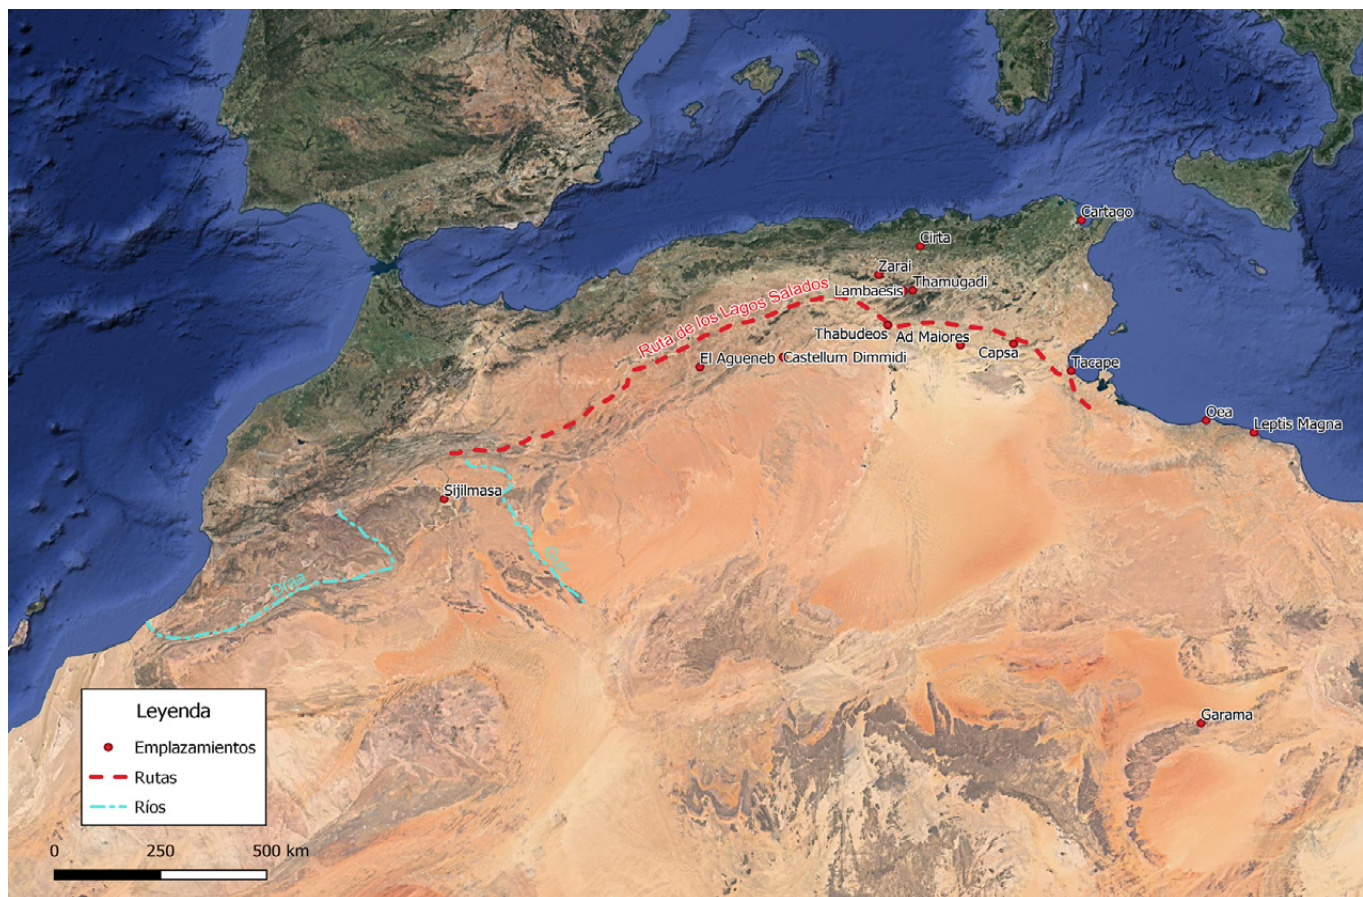 Cartago
Cirta
Zarai
Thamugadi
Lambaesis
Ruta de los Lagos Salados
Thabudeos
Ad Maiores
Capsa
El Agueneb
Castellum Dimmidi
Tacape
Oea
Leptis Magna
Sijilmasa
Guir
Draa
Garama
Leyenda
Emplazamientos
Rutas
Ríos
0 250 500 km